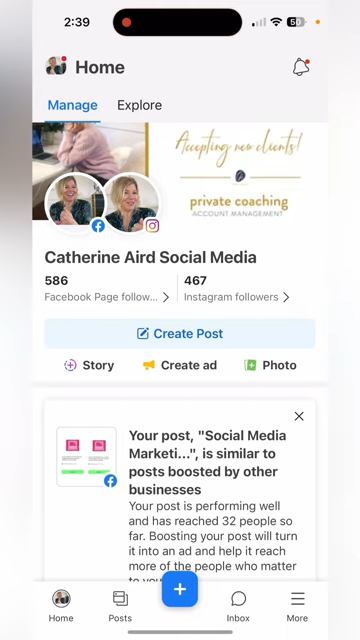 2:39
50
Home
Manage
Explore
Accepting new clients!
private coaching
ACCOUNT MANAGEMENT
Catherine Aird Social Media
586
Facebook Page follow...
467
Instagram followers
Create Post
Story
Create ad
Photo
Your post, "Social Media
Marketi...", is similar to
posts boosted by other
businesses
Your post is performing well
and has reached 32 people so
far. Boosting your post will turn
it into an ad and help it reach
more of the people who matter
Home
Posts
Inbox
More